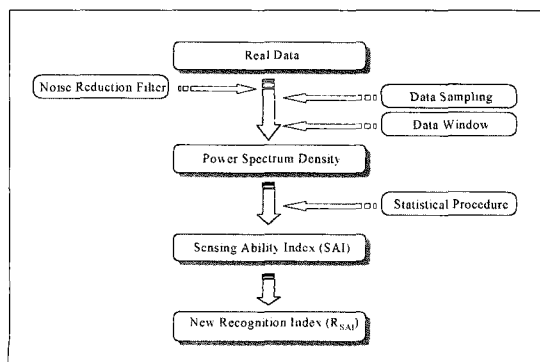 Real Data
Noise Reduction Filter
Data Sampling
Data Window
Power Spectrum Density
Statistical Procedure
Sensing Ability Index (SAI)
New Recognition Index (R_SAI)